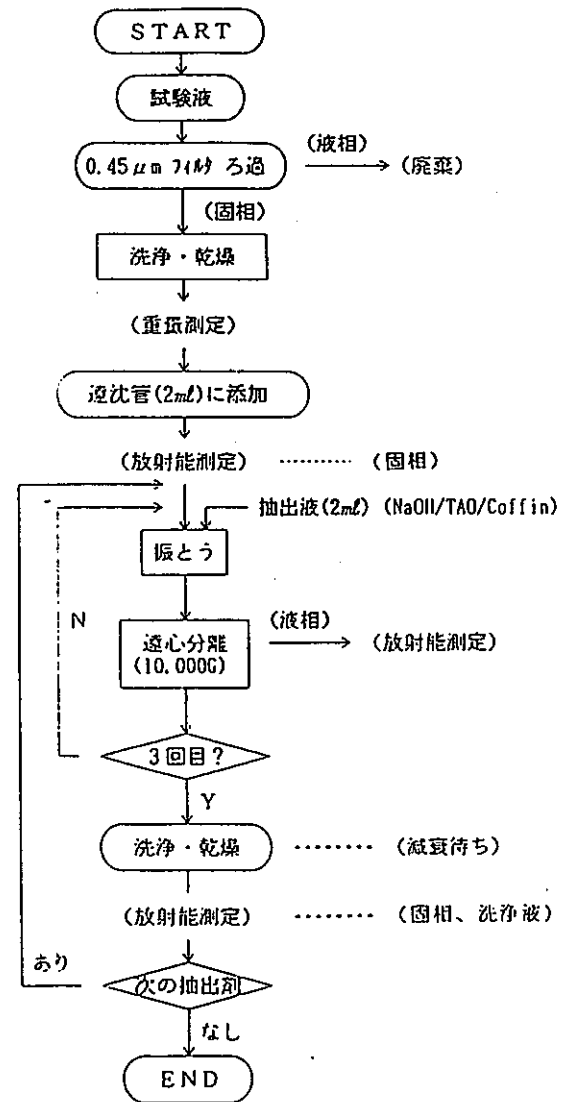 START
試験液
0.45μm フィルタ ろ過
(液相)
(廃棄)
(固相)
洗浄・乾燥
(重量測定)
遠沈管(2mℓ)に添加
(放射能測定) ……… (固相)
抽出液(2mℓ) (NaOH/TAO/Coffin)
振とう
N
遠心分離
(10,000G)
(液相)
(放射能測定)
3回目?
Y
洗浄・乾燥 ……… (減衰待ち)
(放射能測定) ……… (固相、洗浄液)
あり
次の抽出剤
なし
END